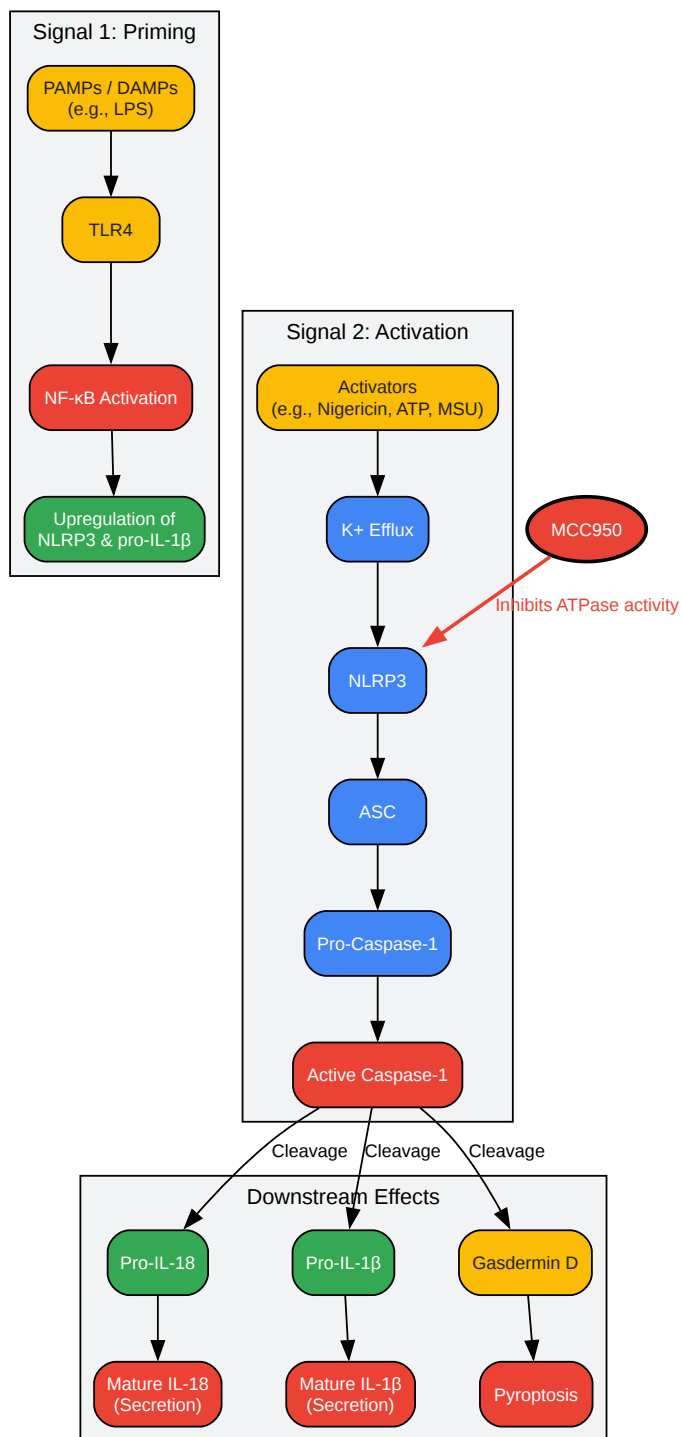 Signal 1: Priming
PAMPs / DAMPs
(e.g., LPS)
TLR4
NF-κB Activation
Upregulation of
NLRP3 & pro-IL-1β
Signal 2: Activation
Activators
(e.g., Nigericin, ATP, MSU)
K+ Efflux
MCC950
Inhibits ATPase activity
NLRP3
ASC
Pro-Caspase-1
Active Caspase-1
Cleavage
Cleavage
Cleavage
Downstream Effects
Pro-IL-18
Pro-IL-1β
Gasdermin D
Mature IL-18
(Secretion)
Mature IL-1β
(Secretion)
Pyroptosis